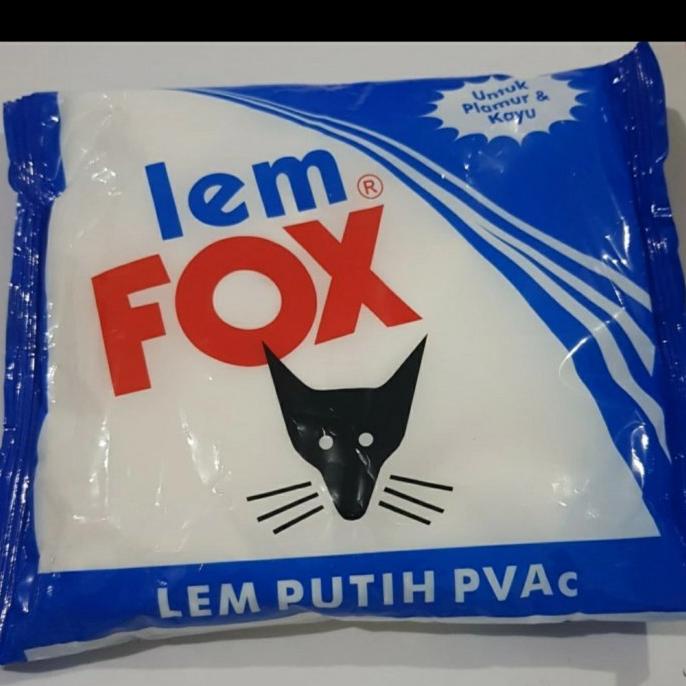 Untuk
Plamur &
Kayu
lem ®
FOX
LEM PUTIH PVAc